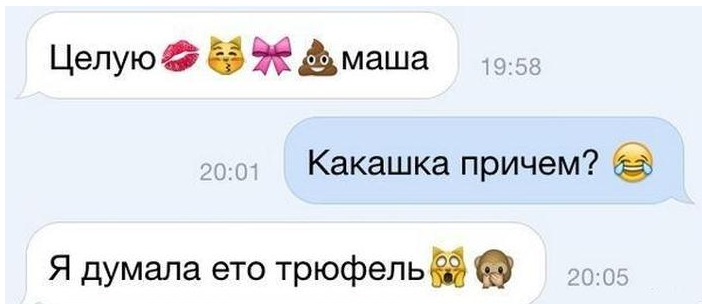 Целую💋😽🎀💩маша
19:58
20:01
Какашка причем? 😂
Я думала ето трюфель🙀🙊
20:05